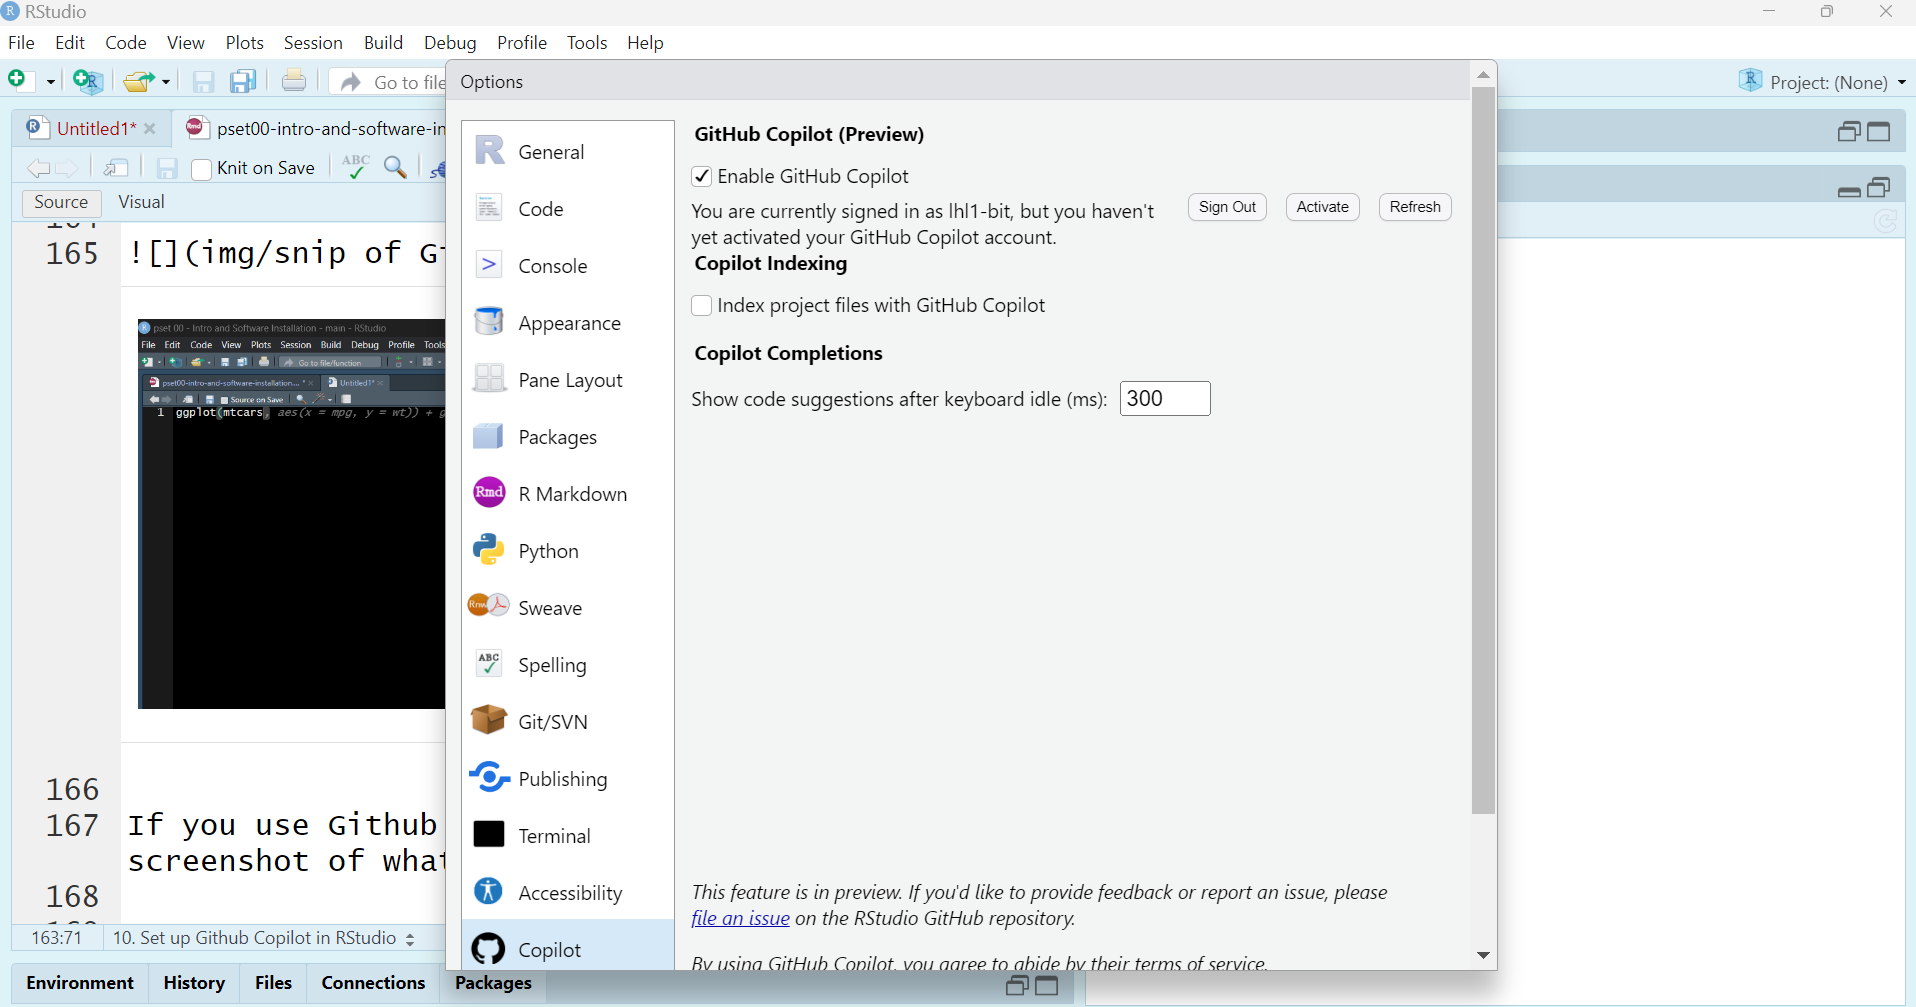 RStudio
File Edit Code View Plots Session Build Debug Profile Tools Help
Go to file
Project: (None)
Options
Untitled1*
pset00-intro-and-software-in
Knit on Save
ABC
Source Visual
165 ![](img/snip of G
pset 00 - Intro and Software Installation - main - RStudio
File Edit Code View Plots Session Build Debug Profile Tools
Go to file/function
pset00-intro-and-software-installation... * Untitled1*
Source on Save
1 ggplot(mtcars, aes(x = mpg, y = wt)) + g
166
167 If you use Github
screenshot of what
168
163:71 10. Set up Github Copilot in RStudio
Environment History Files Connections Packages
General
Code
Console
Appearance
Pane Layout
Packages
Rmd R Markdown
Python
Rnw Sweave
ABC Spelling
Git/SVN
Publishing
Terminal
Accessibility
Copilot
GitHub Copilot (Preview)
Enable GitHub Copilot
You are currently signed in as lhl1-bit, but you haven't
yet activated your GitHub Copilot account.
Sign Out Activate Refresh
Copilot Indexing
Index project files with GitHub Copilot
Copilot Completions
Show code suggestions after keyboard idle (ms): 300
This feature is in preview. If you'd like to provide feedback or report an issue, please
file an issue on the RStudio GitHub repository.
By using GitHub Copilot, you agree to abide by their terms of service.